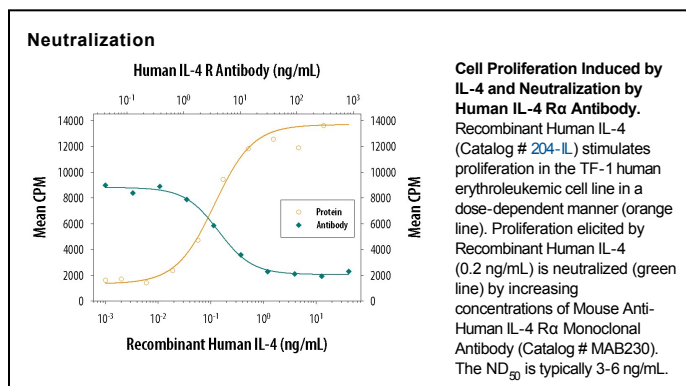 Neutralization
Human IL-4 R Antibody (ng/mL)
10-1 100 101 102 103
14000 14000
12000 12000
10000 10000
8000 8000
6000 6000
4000 4000
2000 2000
0 0
Mean CPM
Mean CPM
Protein
Antibody
10-3 10-2 10-1 100 101
Recombinant Human IL-4 (ng/mL)
Cell Proliferation Induced by
IL-4 and Neutralization by
Human IL-4 Rα Antibody.
Recombinant Human IL-4
(Catalog # 204-IL) stimulates
proliferation in the TF-1 human
erythroleukemic cell line in a
dose-dependent manner (orange
line). Proliferation elicited by
Recombinant Human IL-4
(0.2 ng/mL) is neutralized (green
line) by increasing
concentrations of Mouse Anti-
Human IL-4 Rα Monoclonal
Antibody (Catalog # MAB230).
The ND50 is typically 3-6 ng/mL.